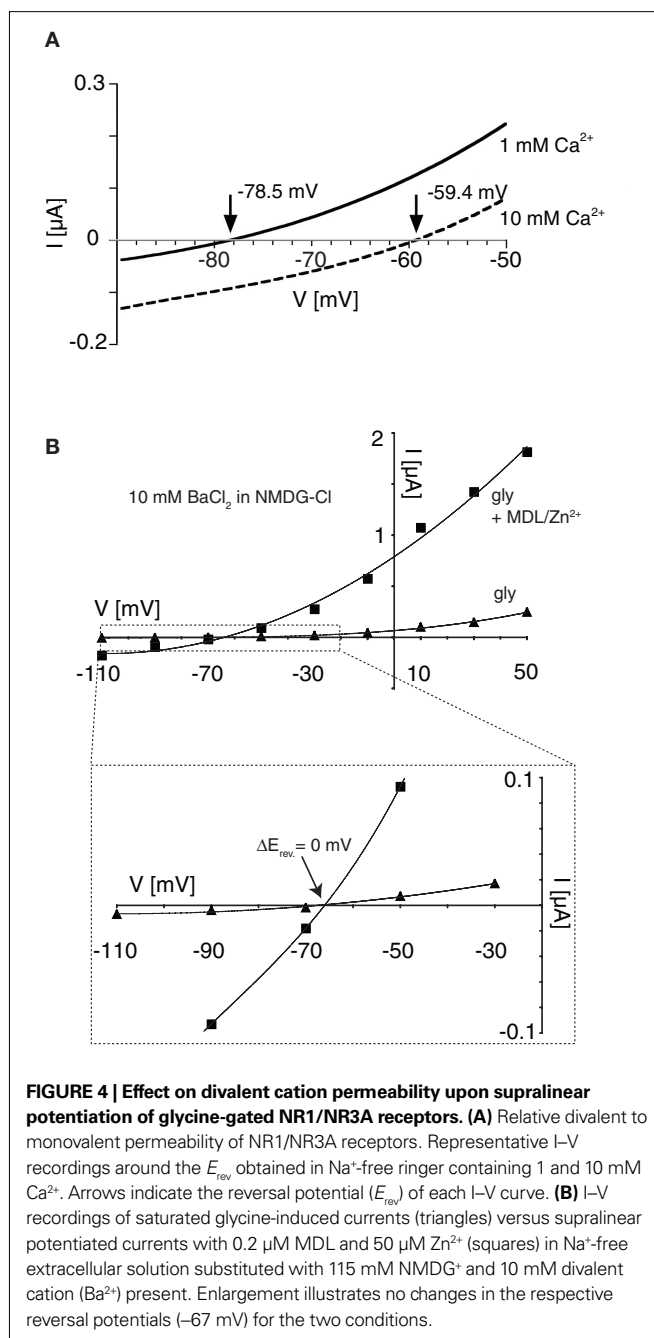 A
0.3
1 mM Ca²⁺
-78.5 mV
-59.4 mV
10 mM Ca²⁺
I [µA]
0
-80
-70
-60
-50
V [mV]
-0.2
B
2
I [µA]
10 mM BaCl₂ in NMDG-Cl
gly
+ MDL/Zn²⁺
1
V [mV]
gly
-110
-70
-30
10
50
0.1
ΔE_rev. = 0 mV
V [mV]
I [µA]
-110
-90
-70
-50
-30
-0.1
FIGURE 4 | Effect on divalent cation permeability upon supralinear
potentiation of glycine-gated NR1/NR3A receptors. (A) Relative divalent to
monovalent permeability of NR1/NR3A receptors. Representative I–V
recordings around the E_rev obtained in Na⁺-free ringer containing 1 and 10 mM
Ca²⁺. Arrows indicate the reversal potential (E_rev) of each I–V curve. (B) I–V
recordings of saturated glycine-induced currents (triangles) versus supralinear
potentiated currents with 0.2 µM MDL and 50 µM Zn²⁺ (squares) in Na⁺-free
extracellular solution substituted with 115 mM NMDG⁺ and 10 mM divalent
cation (Ba²⁺) present. Enlargement illustrates no changes in the respective
reversal potentials (–67 mV) for the two conditions.